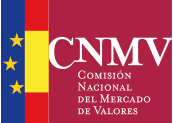 CNMV
COMISIÓN
NACIONAL
DEL MERCADO
DE VALORES